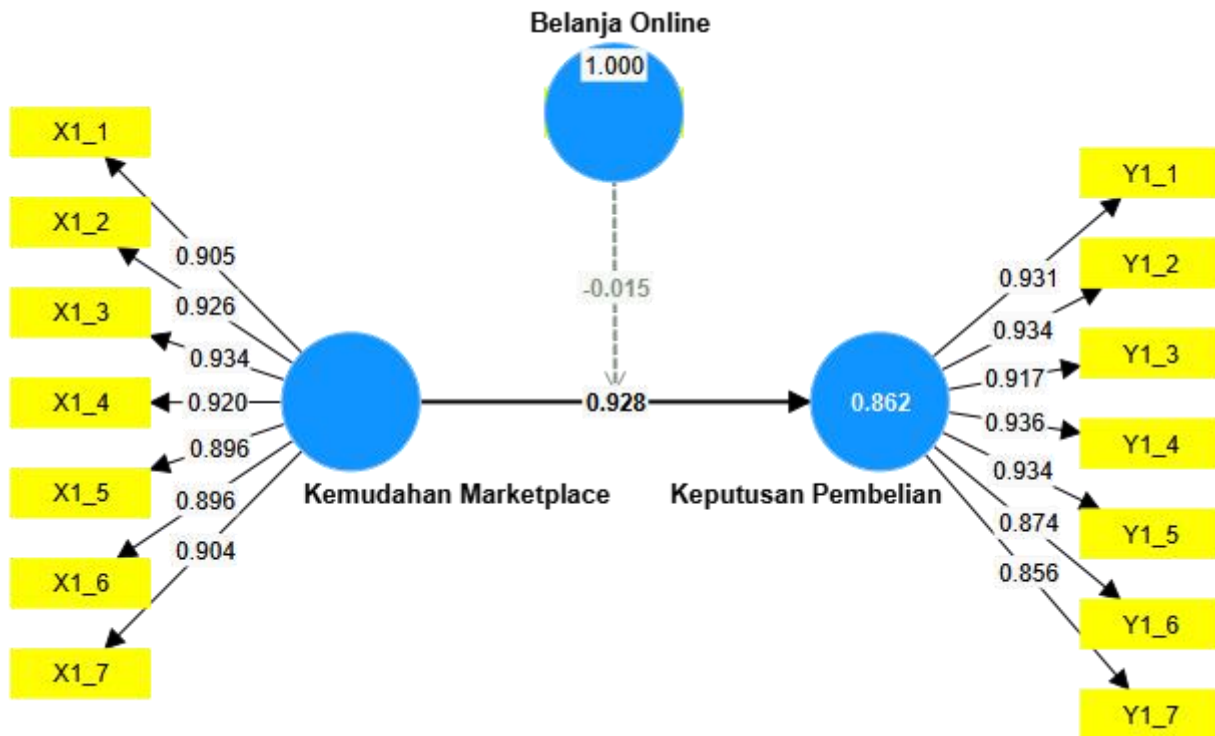 Belanja Online
1.000
X1_1
X1_2
X1_3
X1_4
X1_5
X1_6
X1_7
0.905
0.926
0.934
0.920
0.896
0.896
0.904
-0.015
0.928
Kemudahan Marketplace
0.862
Keputusan Pembelian
0.931
0.934
0.917
0.936
0.934
0.874
0.856
Y1_1
Y1_2
Y1_3
Y1_4
Y1_5
Y1_6
Y1_7